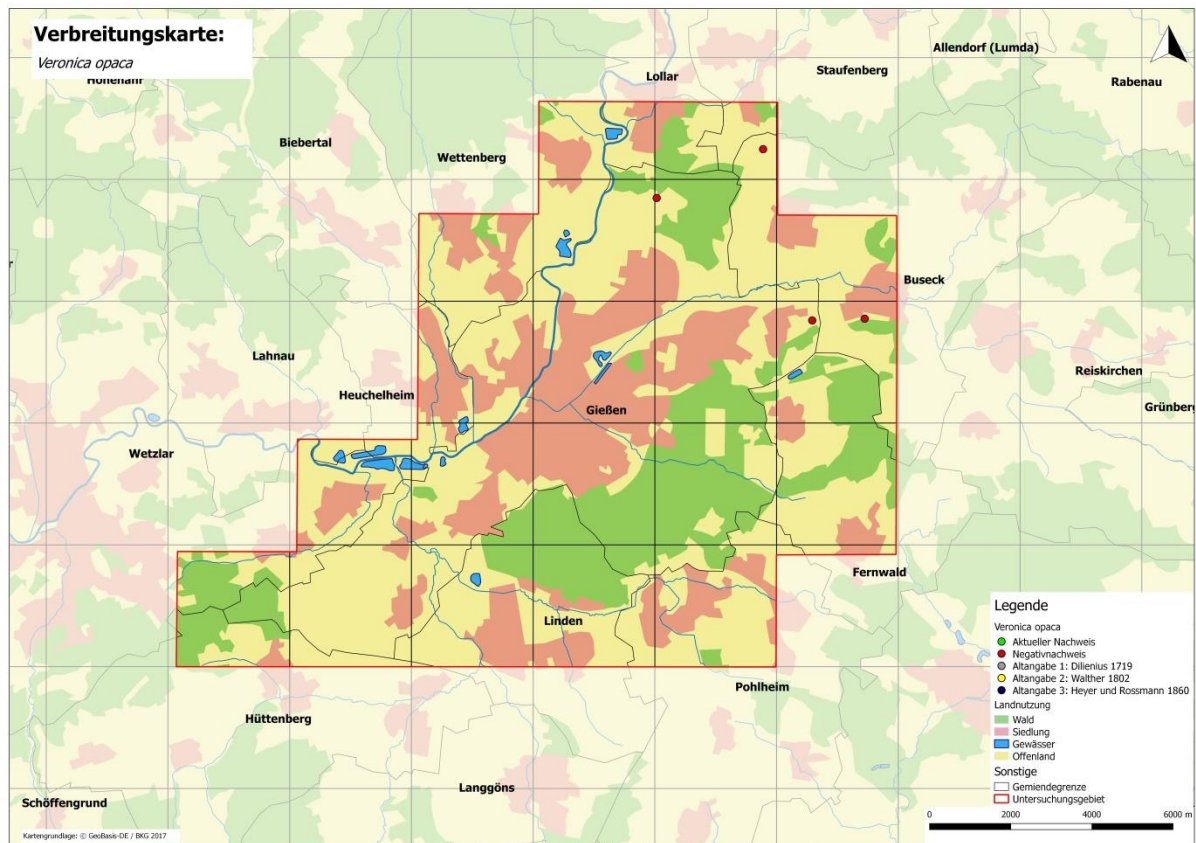 Verbreitungskarte:
Veronica opaca
Hohenahr
Lollar
Allendorf (Lumda)
Staufenberg
Rabenau
Biebertal
Wettenberg
Buseck
Lahnau
Heuchelheim
Reiskirchen
Gießen
Grünberg
Wetzlar
Fernwald
Linden
Pohlheim
Hüttenberg
Langgöns
Schöffengrund
Legende
Veronica opaca
Aktueller Nachweis
Negativnachweis
Altangabe 1: Dilienius 1719
Altangabe 2: Walther 1802
Altangabe 3: Heyer und Rossmann 1860
Landnutzung
Wald
Siedlung
Gewässer
Offenland
Sonstige
Gemiendegrenze
Untersuchungsgebiet
0 2000 4000 6000 m
Kartengrundlage: © GeoBasis-DE / BKG 2017